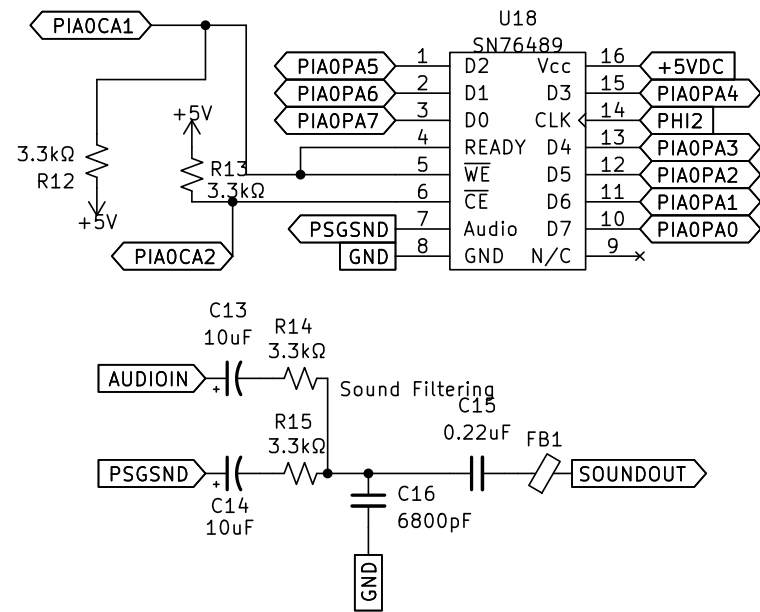 U18
SN76489
PIA0CA1
PIA0PA5 1 D2 Vcc 16 +5VDC
PIA0PA6 2 D1 D3 15 PIA0PA4
PIA0PA7 3 D0 CLK 14 PHI2
4 READY D4 13 PIA0PA3
5 WE D5 12 PIA0PA2
6 CE D6 11 PIA0PA1
PSGSND 7 Audio D7 10 PIA0PA0
GND 8 GND N/C 9
+5V
3.3kΩ
R12
+5V
R13
3.3kΩ
PIA0CA2
C13
10uF
R14
3.3kΩ
AUDIOIN
+
Sound Filtering
R15
3.3kΩ
PSGSND
+
C14
10uF
C15
0.22uF
FB1
SOUNDOUT
C16
6800pF
GND